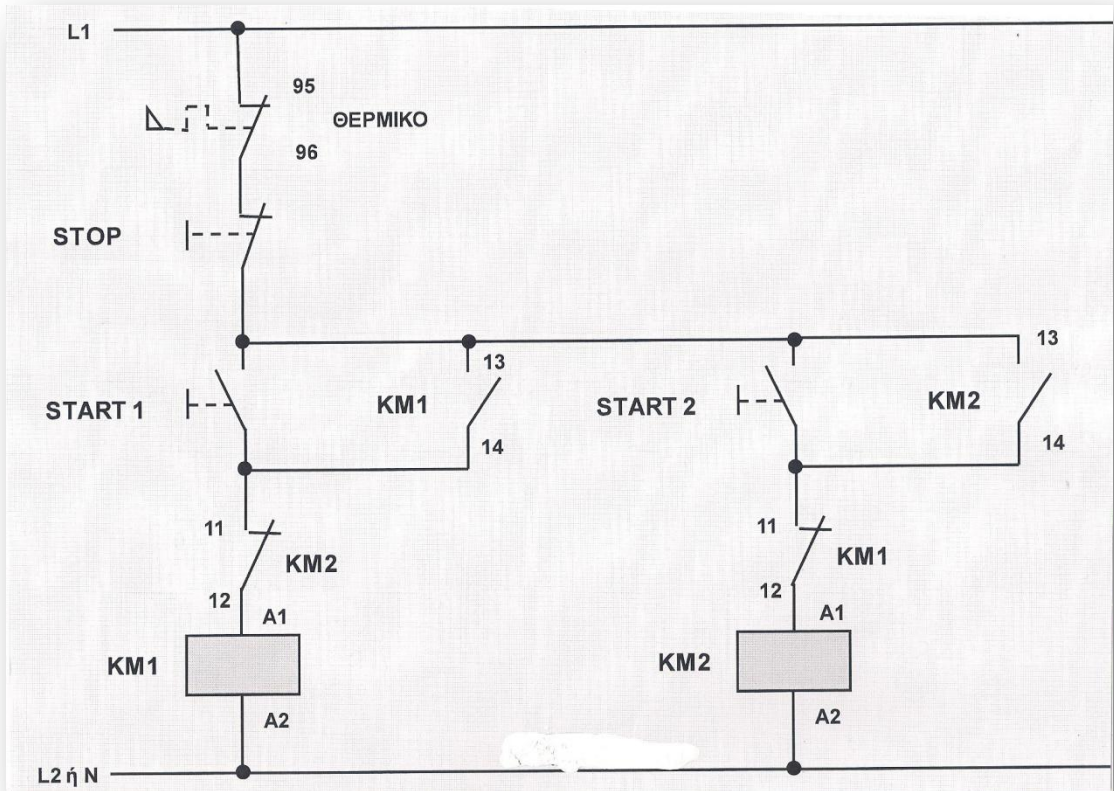 L1
95
ΘΕΡΜΙΚΟ
96
STOP
13
13
START 1
KM1
START 2
KM2
14
14
11
KM2
11
KM1
12
A1
12
A1
KM1
KM2
A2
A2
L2 ή N